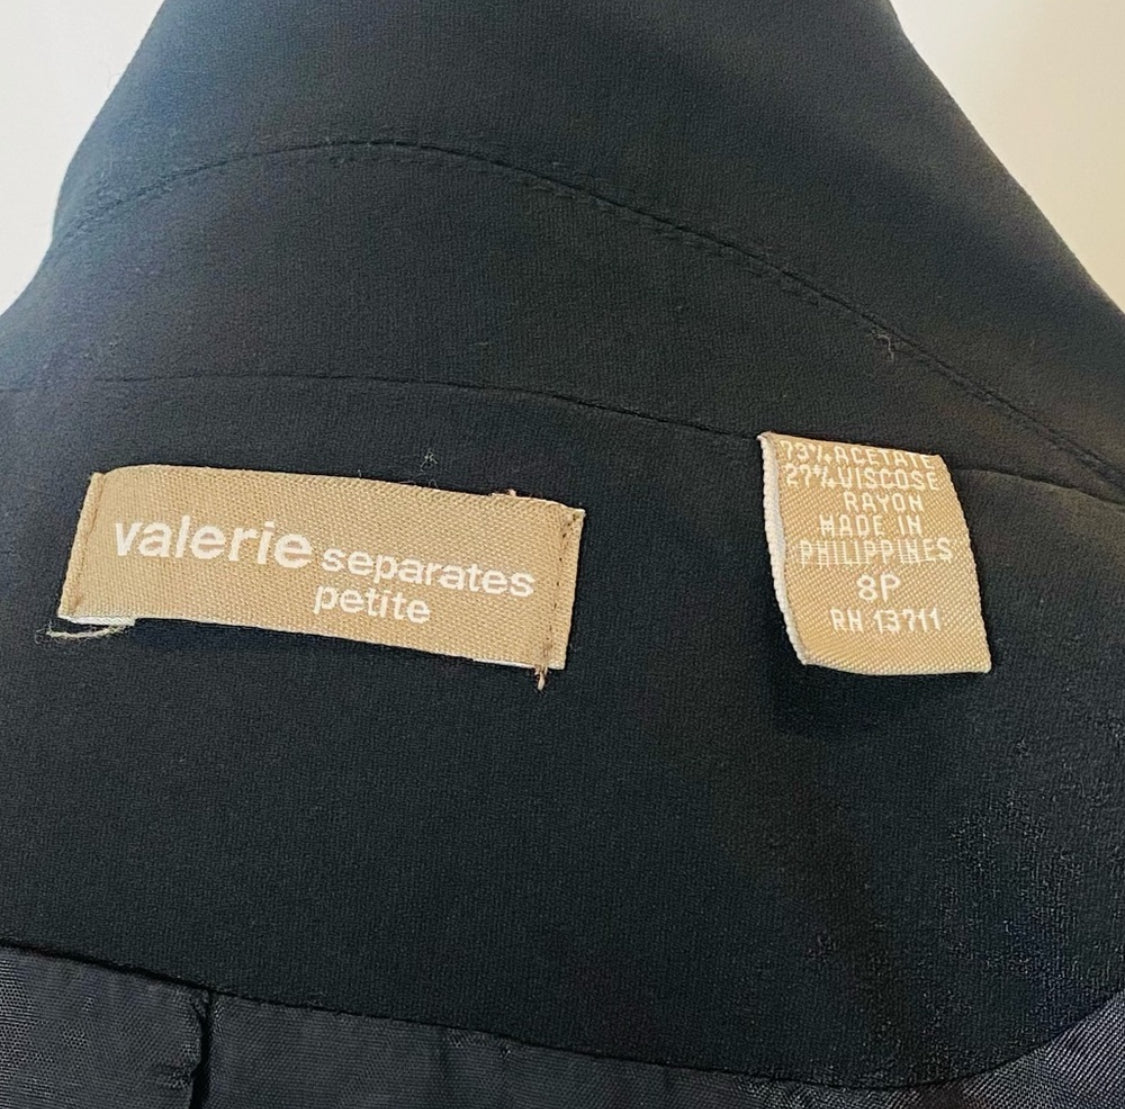 valerie separates
petite
73% ACETATE
27% VISCOSE
RAYON
MADE IN
PHILIPPINES
8P
RN 13711